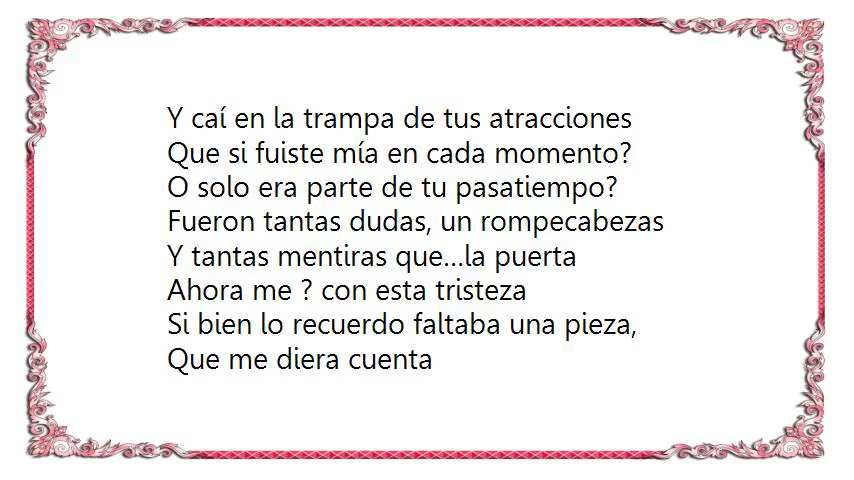 Y caí en la trampa de tus atracciones
Que si fuiste mía en cada momento?
O solo era parte de tu pasatiempo?
Fueron tantas dudas, un rompecabezas
Y tantas mentiras que...la puerta
Ahora me ? con esta tristeza
Si bien lo recuerdo faltaba una pieza,
Que me diera cuenta